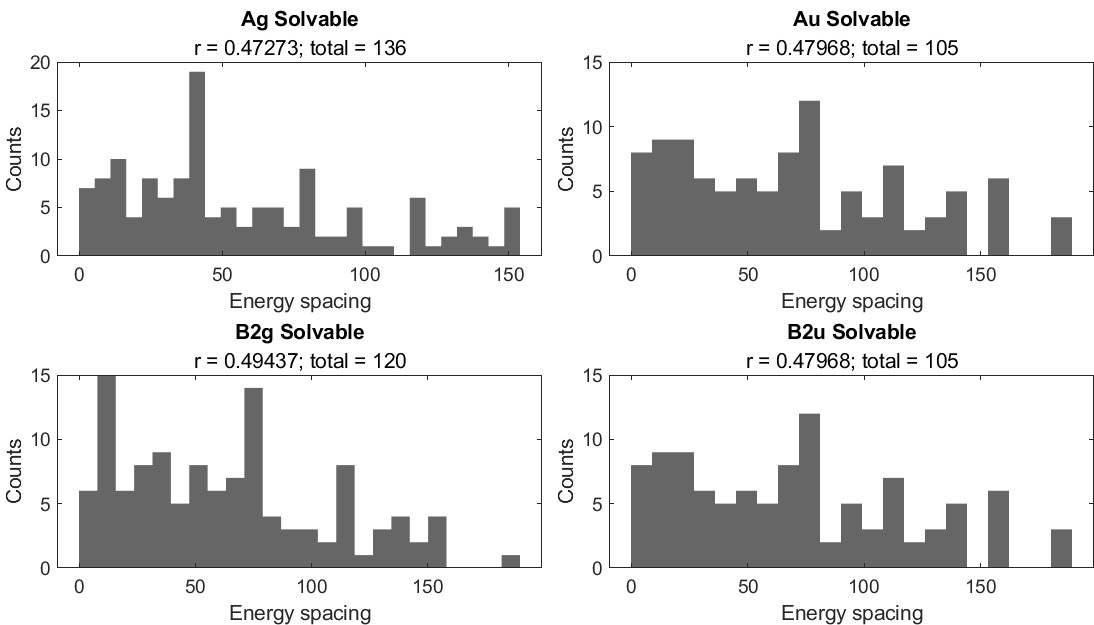 Ag Solvable
r = 0.47273; total = 136
20
15
10
5
0
Counts
0 50 100 150
Energy spacing
Au Solvable
r = 0.47968; total = 105
15
10
5
0
Counts
0 50 100 150
Energy spacing
B2g Solvable
r = 0.49437; total = 120
15
10
5
0
Counts
0 50 100 150
Energy spacing
B2u Solvable
r = 0.47968; total = 105
15
10
5
0
Counts
0 50 100 150
Energy spacing